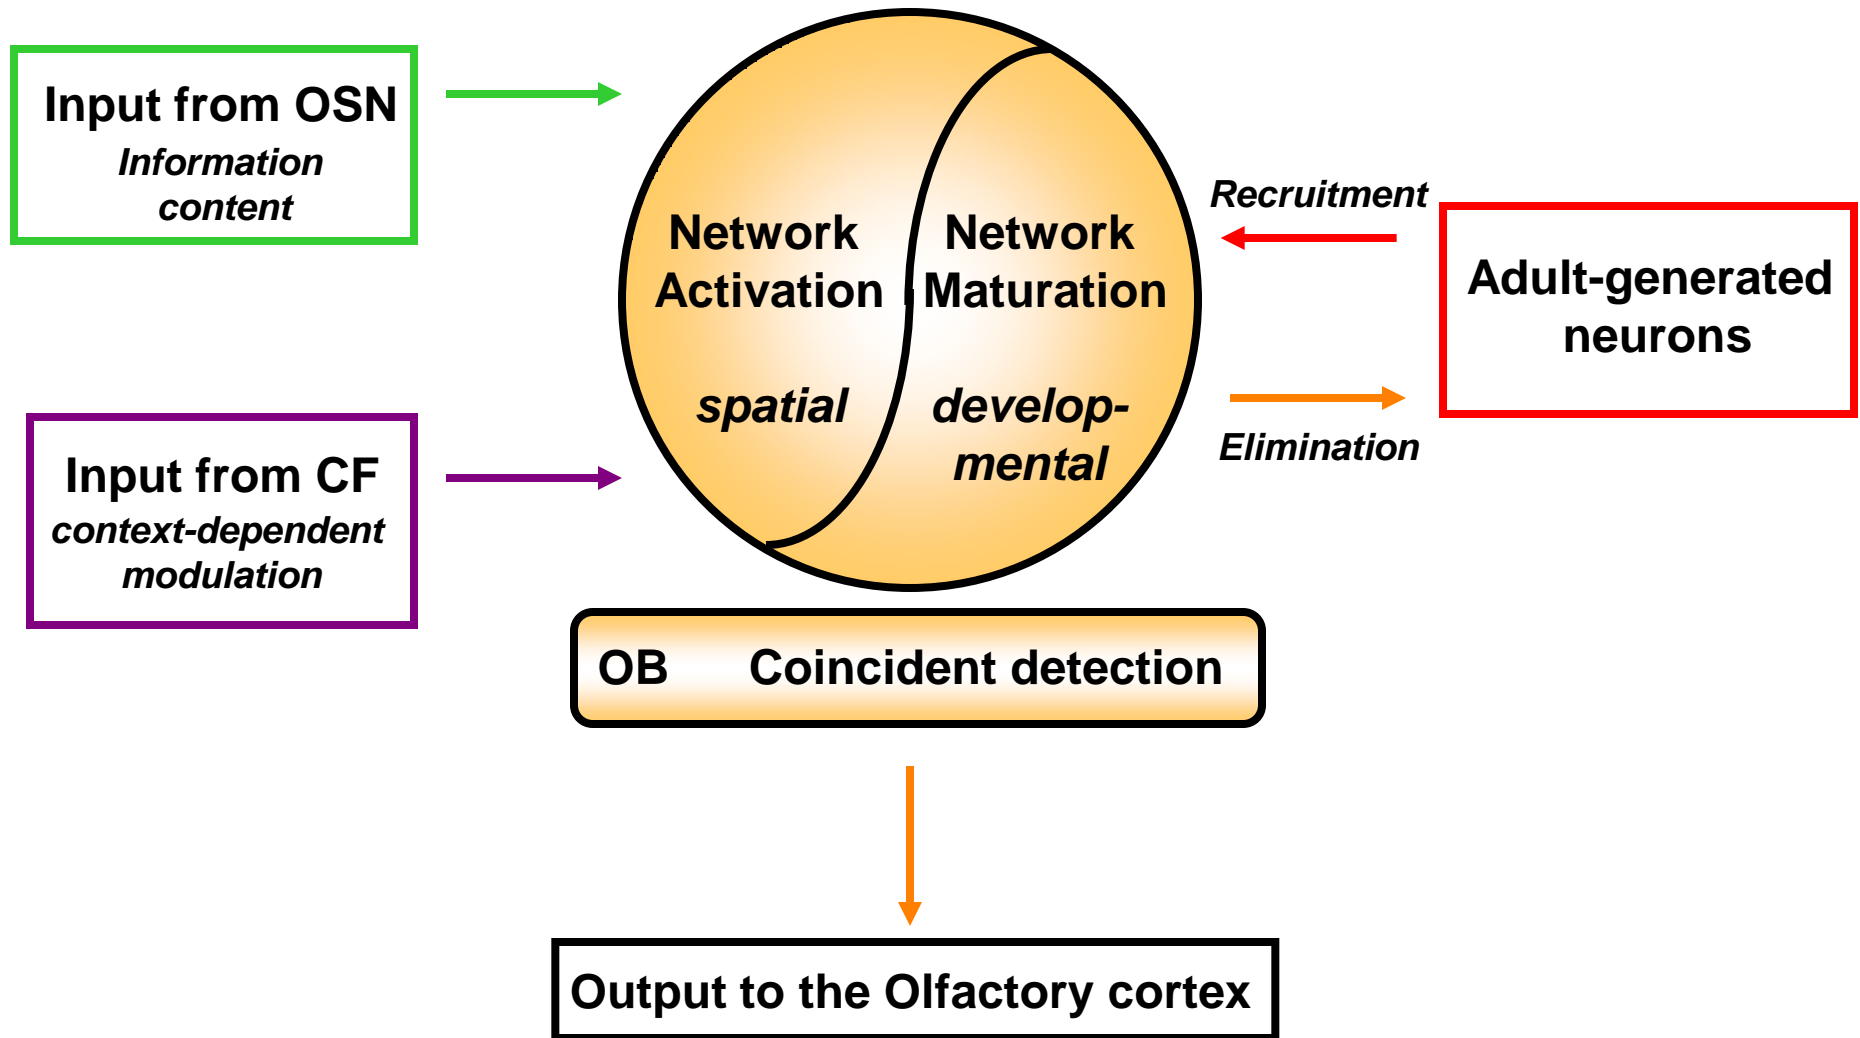 Input from OSN
Information
content
Input from CF
context-dependent
modulation
Network
Activation
spatial
Network
Maturation
develop-
mental
Recruitment
Elimination
Adult-generated
neurons
OB Coincident detection
Output to the Olfactory cortex